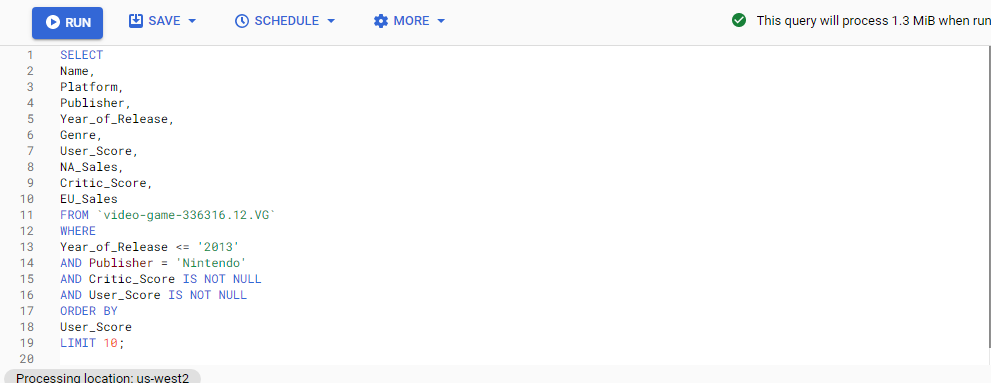 RUN SAVE SCHEDULE MORE This query will process 1.3 MiB when run
1 SELECT
2 Name,
3 Platform,
4 Publisher,
5 Year_of_Release,
6 Genre,
7 User_Score,
8 NA_Sales,
9 Critic_Score,
10 EU_Sales
11 FROM `video-game-336316.12.VG`
12 WHERE
13 Year_of_Release <= '2013'
14 AND Publisher = 'Nintendo'
15 AND Critic_Score IS NOT NULL
16 AND User_Score IS NOT NULL
17 ORDER BY
18 User_Score
19 LIMIT 10;
20
Processing location: us-west2